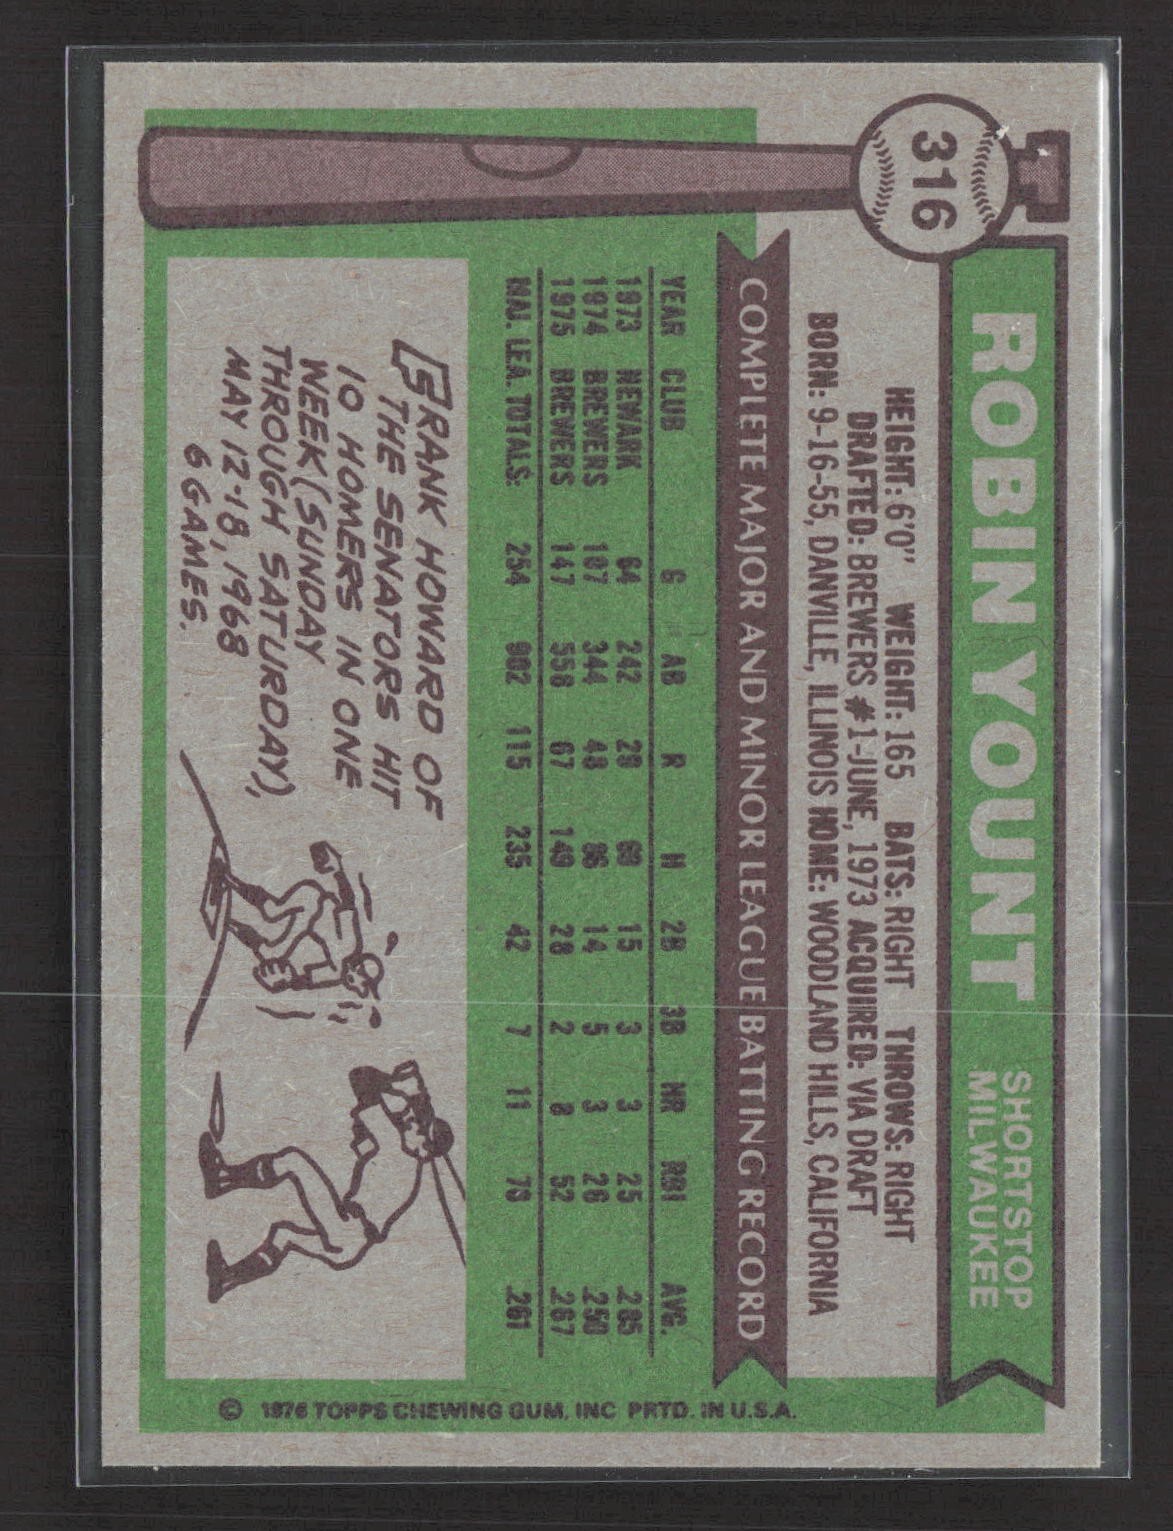 316
ROBIN YOUNT
SHORTSTOP
MILWAUKEE
HEIGHT: 6'0" WEIGHT: 165 BATS: RIGHT THROWS: RIGHT
DRAFTED: BREWERS #1-JUNE, 1973 ACQUIRED: VIA DRAFT
BORN: 9-16-55, DANVILLE, ILLINOIS HOME: WOODLAND HILLS, CALIFORNIA
COMPLETE MAJOR AND MINOR LEAGUE BATTING RECORD
YEAR CLUB G AB R H 2B 3B HR RBI AVG.
1973 NEWARK 64 242 29 69 15 3 3 25 .285
1974 BREWERS 107 344 48 86 14 5 3 26 .250
1975 BREWERS 147 558 67 149 28 2 8 52 .267
MAJ. LEA. TOTALS: 254 902 115 235 42 7 11 78 .261
FRANK HOWARD OF
THE SENATORS HIT
10 HOMERS IN ONE
WEEK (SUNDAY
THROUGH SATURDAY),
MAY 12-18, 1968
6 GAMES.
© 1976 TOPPS CHEWING GUM, INC PRTD. IN U.S.A.